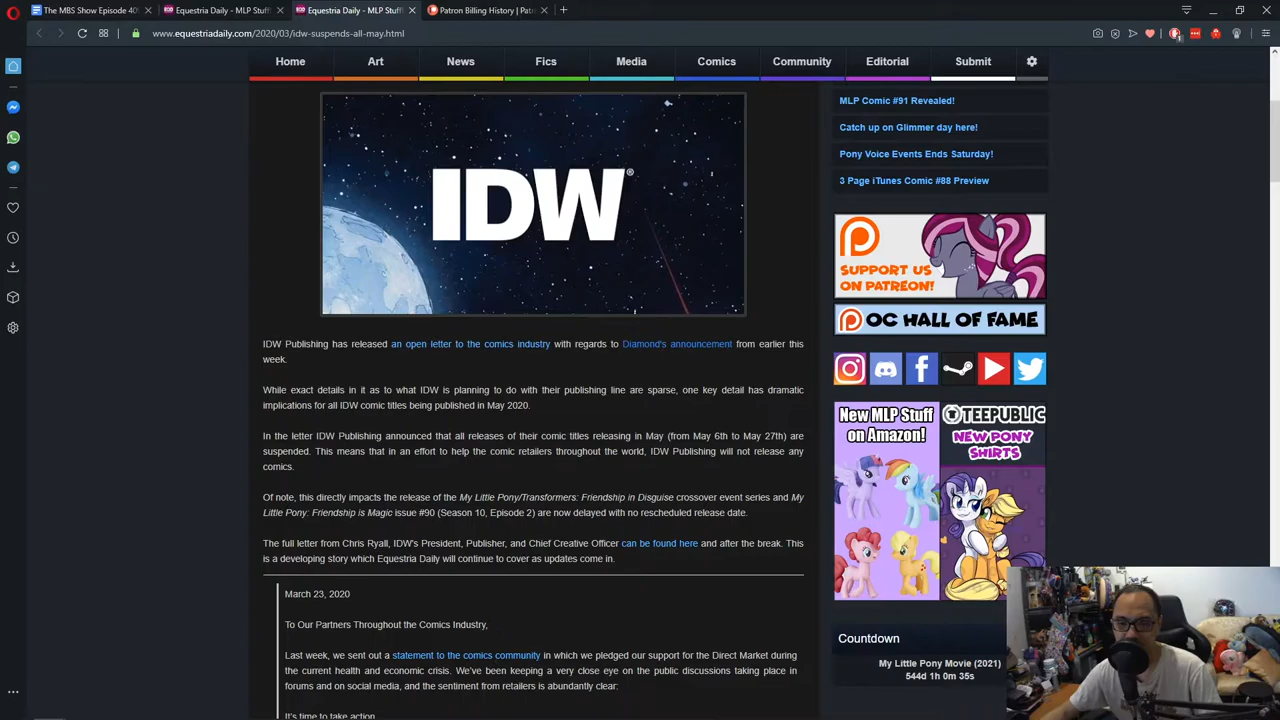 The MBS Show Episode 40
Equestria Daily - MLP Stuff!
Equestria Daily - MLP Stuff!
Patron Billing History | Pat
www.equestriadaily.com/2020/03/idw-suspends-all-may.html
Home Art News Fics Media Comics Community Editorial Submit
IDW®
IDW Publishing has released an open letter to the comics industry with regards to Diamond's announcement from earlier this
week.
While exact details in it as to what IDW is planning to do with their publishing line are sparse, one key detail has dramatic
implications for all IDW comic titles being published in May 2020.
In the letter IDW Publishing announced that all releases of their comic titles releasing in May (from May 6th to May 27th) are
suspended. This means that in an effort to help the comic retailers throughout the world, IDW Publishing will not release any
comics.
Of note, this directly impacts the release of the My Little Pony/Transformers: Friendship in Disguise crossover event series and My
Little Pony: Friendship is Magic issue #90 (Season 10, Episode 2) are now delayed with no rescheduled release date.
The full letter from Chris Ryall, IDW's President, Publisher, and Chief Creative Officer can be found here and after the break. This
is a developing story which Equestria Daily will continue to cover as updates come in.
March 23, 2020
To Our Partners Throughout the Comics Industry,
Last week, we sent out a statement to the comics community in which we pledged our support for the Direct Market during
the current health and economic crisis. We've been keeping a very close eye on the public discussions taking place in
forums and on social media, and the sentiment from retailers is abundantly clear:
It's time to take action.
MLP Comic #91 Revealed!
Catch up on Glimmer day here!
Pony Voice Events Ends Saturday!
3 Page iTunes Comic #88 Preview
SUPPORT US
ON PATREON!
OC HALL OF FAME
New MLP Stuff
on Amazon!
TEEPUBLIC
NEW PONY
SHIRTS
Countdown
My Little Pony Movie (2021)
544d 1h 0m 35s